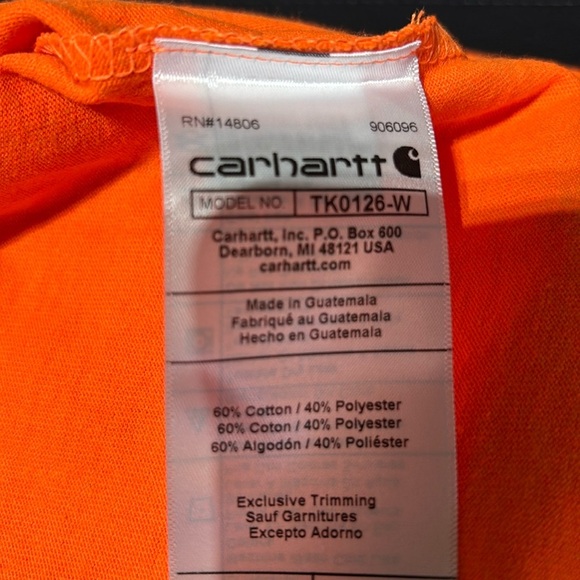 RN#14806 906096
carhartt
MODEL NO. TK0126-W
Carhartt, Inc. P.O. Box 600
Dearborn, MI 48121 USA
carhartt.com
Made in Guatemala
Fabriqué au Guatemala
Hecho en Guatemala
60% Cotton / 40% Polyester
60% Coton / 40% Polyester
60% Algodón / 40% Poliéster
Exclusive Trimming
Sauf Garnitures
Excepto Adorno